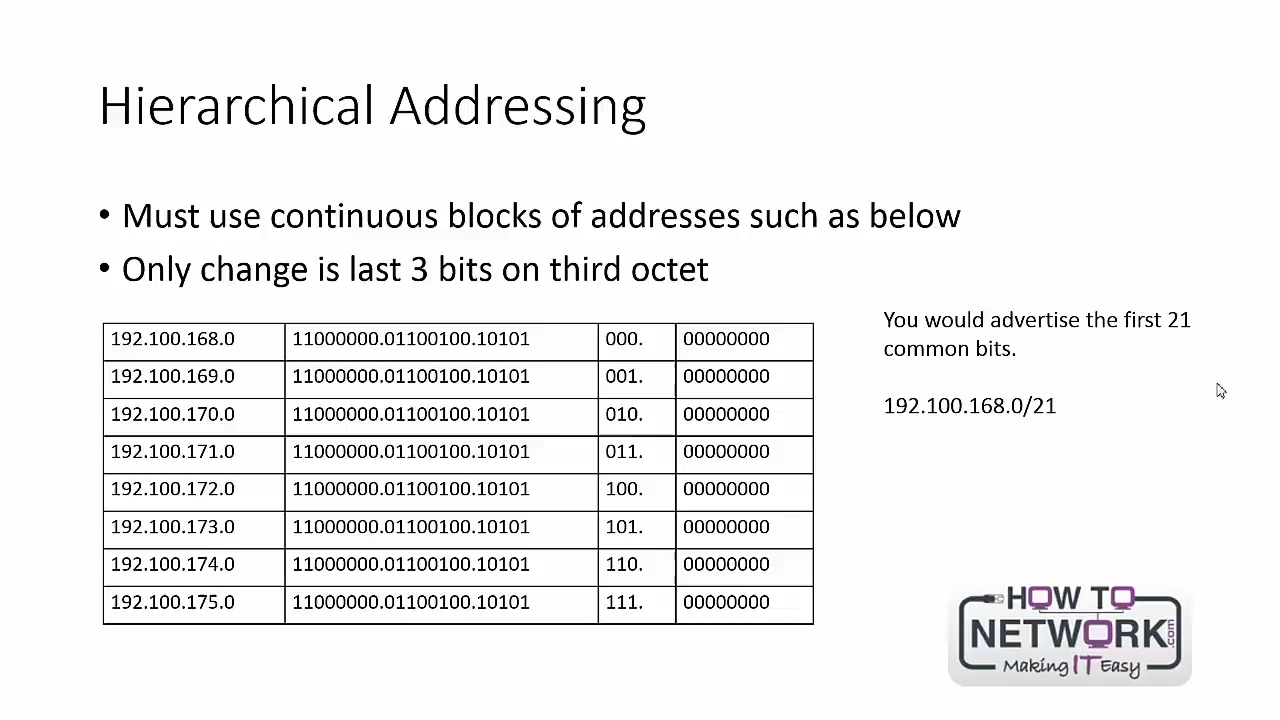 Hierarchical Addressing
• Must use continuous blocks of addresses such as below
• Only change is last 3 bits on third octet
192.100.168.0 11000000.01100100.10101 000. 00000000
192.100.169.0 11000000.01100100.10101 001. 00000000
192.100.170.0 11000000.01100100.10101 010. 00000000
192.100.171.0 11000000.01100100.10101 011. 00000000
192.100.172.0 11000000.01100100.10101 100. 00000000
192.100.173.0 11000000.01100100.10101 101. 00000000
192.100.174.0 11000000.01100100.10101 110. 00000000
192.100.175.0 11000000.01100100.10101 111. 00000000
You would advertise the first 21
common bits.
192.100.168.0/21
HOW TO
NETWORK.com
Making IT Easy